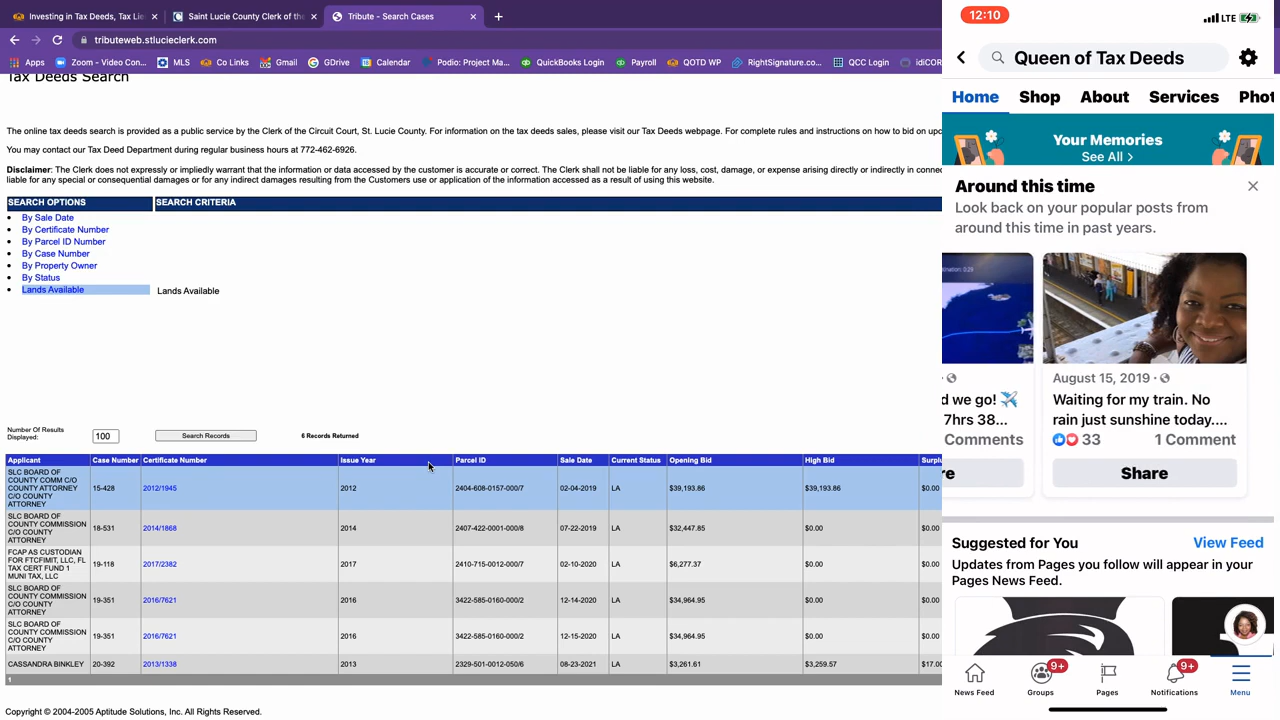 Investing in Tax Deeds, Tax Lie
Saint Lucie County Clerk of the
Tribute - Search Cases
tributeweb.stlucieclerk.com
Apps
Zoom - Video Con...
MLS
Co Links
Gmail
GDrive
Calendar
Podio: Project Ma...
QuickBooks Login
Payroll
QOTD WP
RightSignature.co...
QCC Login
idiCOR
Tax Deeds Search
The online tax deeds search is provided as a public service by the Clerk of the Circuit Court, St. Lucie County. For information on the tax deeds sales, please visit our Tax Deeds webpage. For complete rules and instructions on how to bid on upc
You may contact our Tax Deed Department during regular business hours at 772-462-6926.
Disclaimer: The Clerk does not expressly or impliedly warrant that the information or data accessed by the customer is accurate or correct. The Clerk shall not be liable for any loss, cost, damage, or expense arising directly or indirectly in connec
liable for any special or consequential damages or for any indirect damages resulting from the Customers use or application of the information accessed as a result of using this website.
SEARCH OPTIONS
SEARCH CRITERIA
By Sale Date
By Certificate Number
By Parcel ID Number
By Case Number
By Property Owner
By Status
Lands Available
Lands Available
Number Of Results
Displayed:
100
Search Records
6 Records Returned
Applicant Case Number Certificate Number Issue Year Parcel ID Sale Date Current Status Opening Bid High Bid Surplu
SLC BOARD OF
COUNTY COMM C/O
COUNTY ATTORNEY
C/O COUNTY
ATTORNEY
15-428 2012/1945 2012 2404-608-0157-000/7 02-04-2019 LA $39,193.86 $39,193.86 $0.00
SLC BOARD OF
COUNTY COMMISSION
C/O COUNTY
ATTORNEY
18-531 2014/1868 2014 2407-422-0001-000/8 07-22-2019 LA $32,447.85 $0.00 $0.00
FCAP AS CUSTODIAN
FOR FTCFIMIT, LLC, FL
TAX CERT FUND 1
MUNI TAX, LLC
19-118 2017/2382 2017 2410-715-0012-000/7 02-10-2020 LA $6,277.37 $0.00 $0.00
SLC BOARD OF
COUNTY COMMISSION
C/O COUNTY
ATTORNEY
19-351 2016/7621 2016 3422-585-0160-000/2 12-14-2020 LA $34,964.95 $0.00 $0.00
SLC BOARD OF
COUNTY COMMISSION
C/O COUNTY
ATTORNEY
19-351 2016/7621 2016 3422-585-0160-000/2 12-15-2020 LA $34,964.95 $0.00 $0.00
CASSANDRA BINKLEY 20-392 2013/1338 2013 2329-501-0012-050/6 08-23-2021 LA $3,261.61 $3,259.57 $17.00
1
Copyright © 2004-2005 Aptitude Solutions, Inc. All Rights Reserved.
12:10
LTE
Queen of Tax Deeds
Home
Shop
About
Services
Phot
Your Memories
See All >
Around this time
Look back on your popular posts from
around this time in past years.
d we go! ✈️
7hrs 38...
Comments
re
August 15, 2019 ·
Waiting for my train. No
rain just sunshine today....
33
1 Comment
Share
Suggested for You
View Feed
Updates from Pages you follow will appear in your
Pages News Feed.
9+
9+
News Feed
Groups
Pages
Notifications
Menu